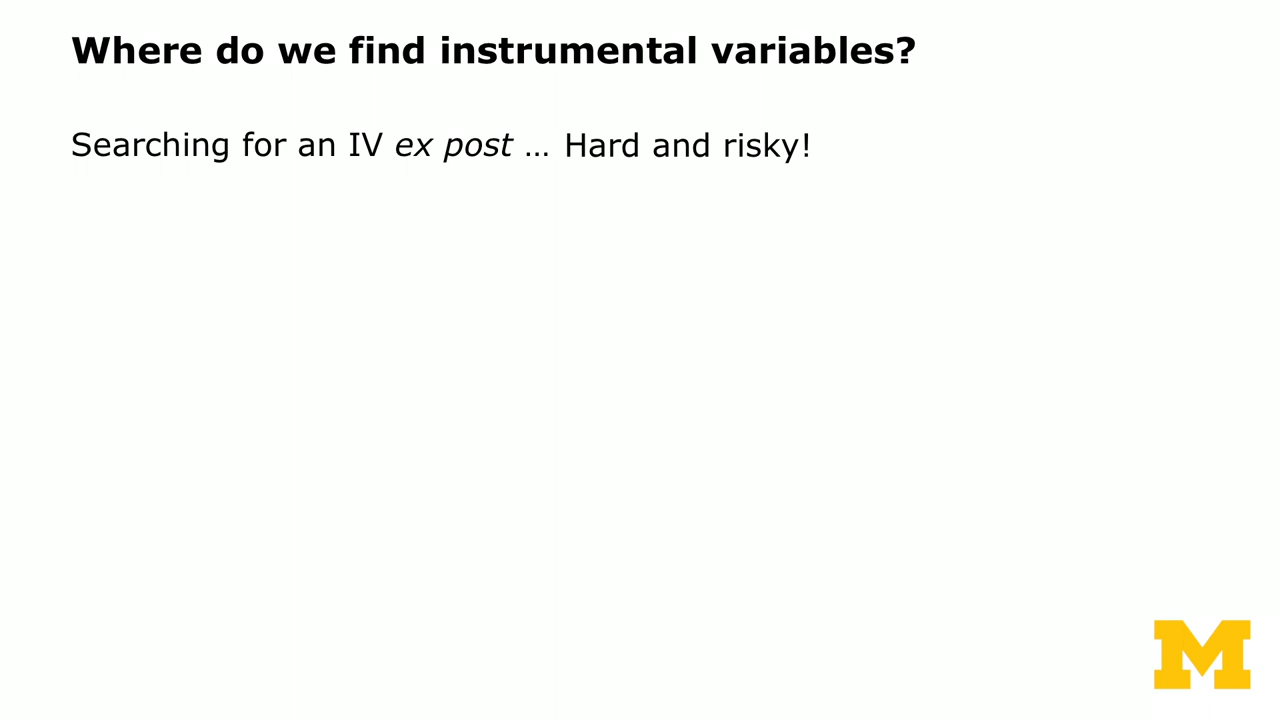 Where do we find instrumental variables?
Searching for an IV ex post … Hard and risky!
M